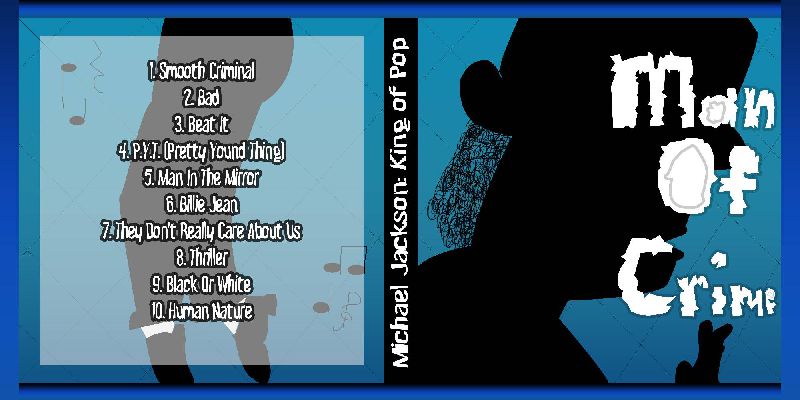 1. Smooth Criminal
2. Bad
3. Beat It
4. P.Y.T. (Pretty Yound Thing)
5. Man In The Mirror
6. Billie Jean
7. They Don't Really Care About Us
8. Thriller
9. Black Or White
10. Human Nature
Michael Jackson: King of Pop
Man
Of
Crime